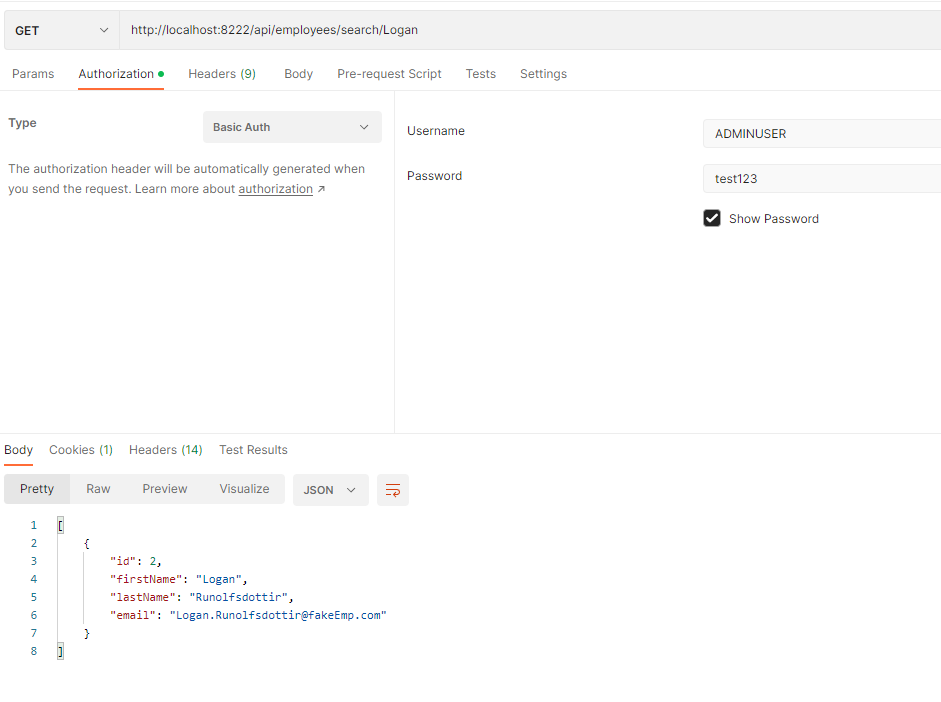 GET http://localhost:8222/api/employees/search/Logan
Params Authorization Headers (9) Body Pre-request Script Tests Settings
Type Basic Auth
The authorization header will be automatically generated when
you send the request. Learn more about authorization ↗
Username ADMINUSER
Password test123
Show Password
Body Cookies (1) Headers (14) Test Results
Pretty Raw Preview Visualize JSON
1 [
2 {
3 "id": 2,
4 "firstName": "Logan",
5 "lastName": "Runolfsdottir",
6 "email": "Logan.Runolfsdottir@fakeEmp.com"
7 }
8 ]